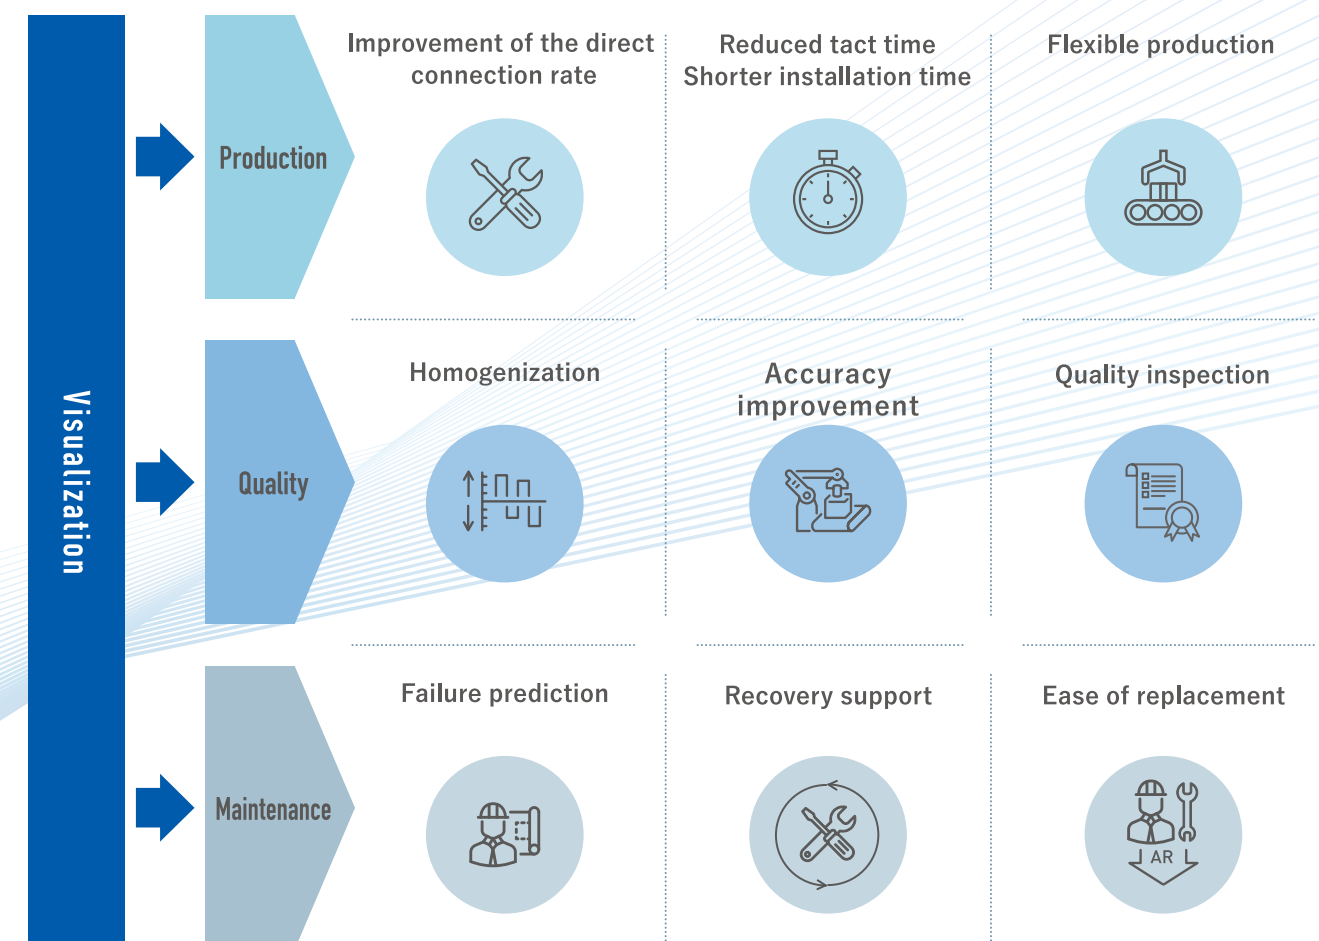 Visualization
Production
Improvement of the direct
connection rate
Reduced tact time
Shorter installation time
Flexible production
Quality
Homogenization
Accuracy
improvement
Quality inspection
Maintenance
Failure prediction
Recovery support
Ease of replacement
AR